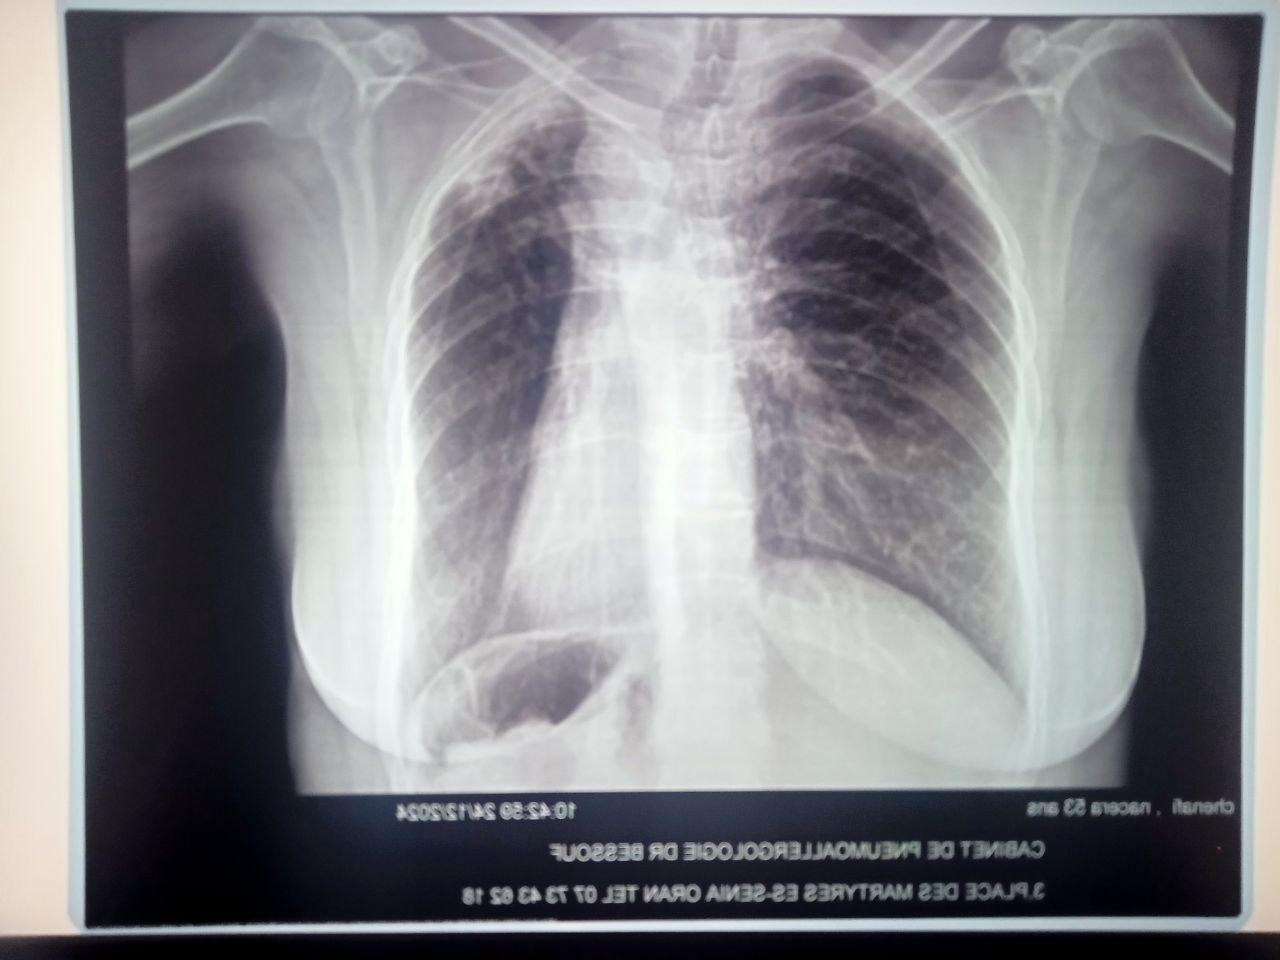 chenafi , nacera 53 ans
10:42:59 24/12/2024
CABINET DE PNEUMOALLERGOLOGIE DR BESSOUF
3.PLACE DES MARTYRES ES-SENIA ORAN TEL 07 73 43 62 18